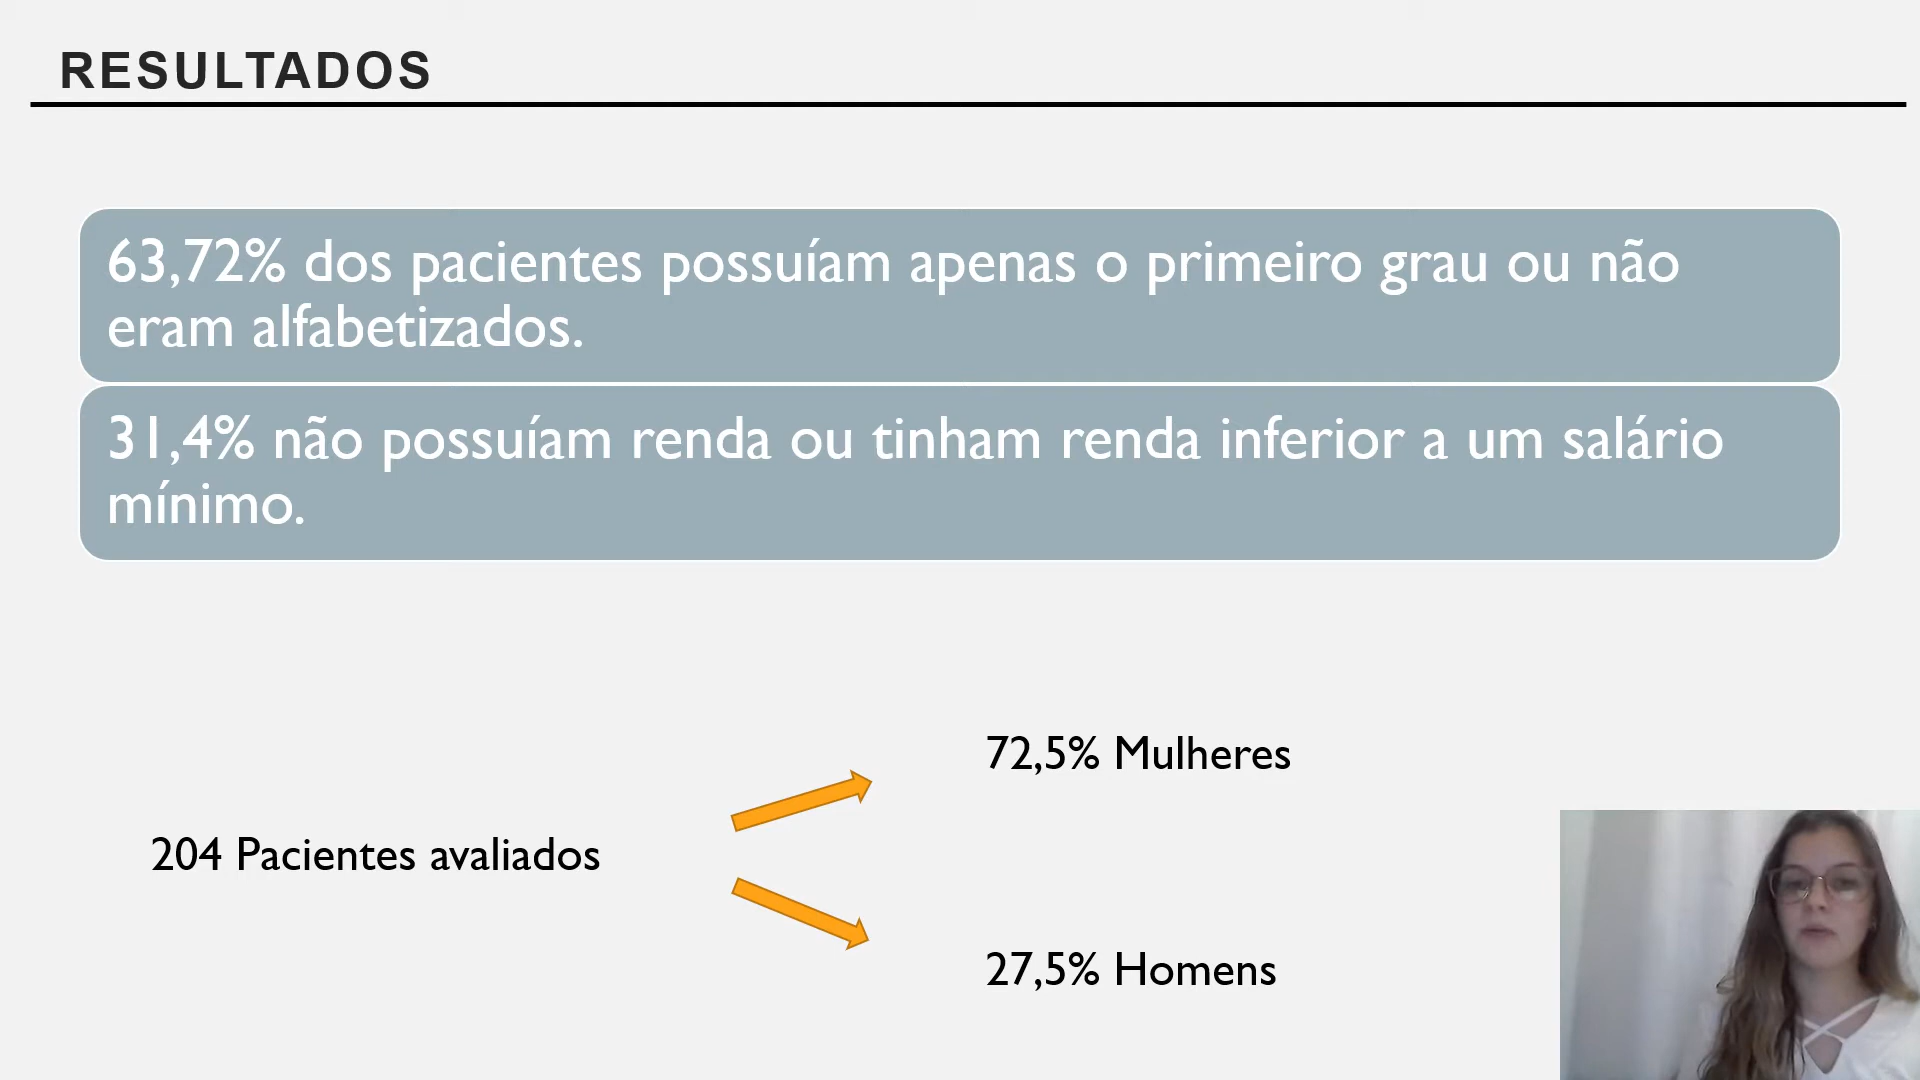 RESULTADOS
63,72% dos pacientes possuíam apenas o primeiro grau ou não
eram alfabetizados.
31,4% não possuíam renda ou tinham renda inferior a um salário
mínimo.
72,5% Mulheres
204 Pacientes avaliados
27,5% Homens